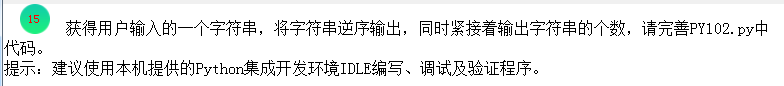 15 获得用户输入的一个字符串，将字符串逆序输出，同时紧接着输出字符串的个数，请完善PY102.py中
代码。
提示：建议使用本机提供的Python集成开发环境IDLE编写、调试及验证程序。